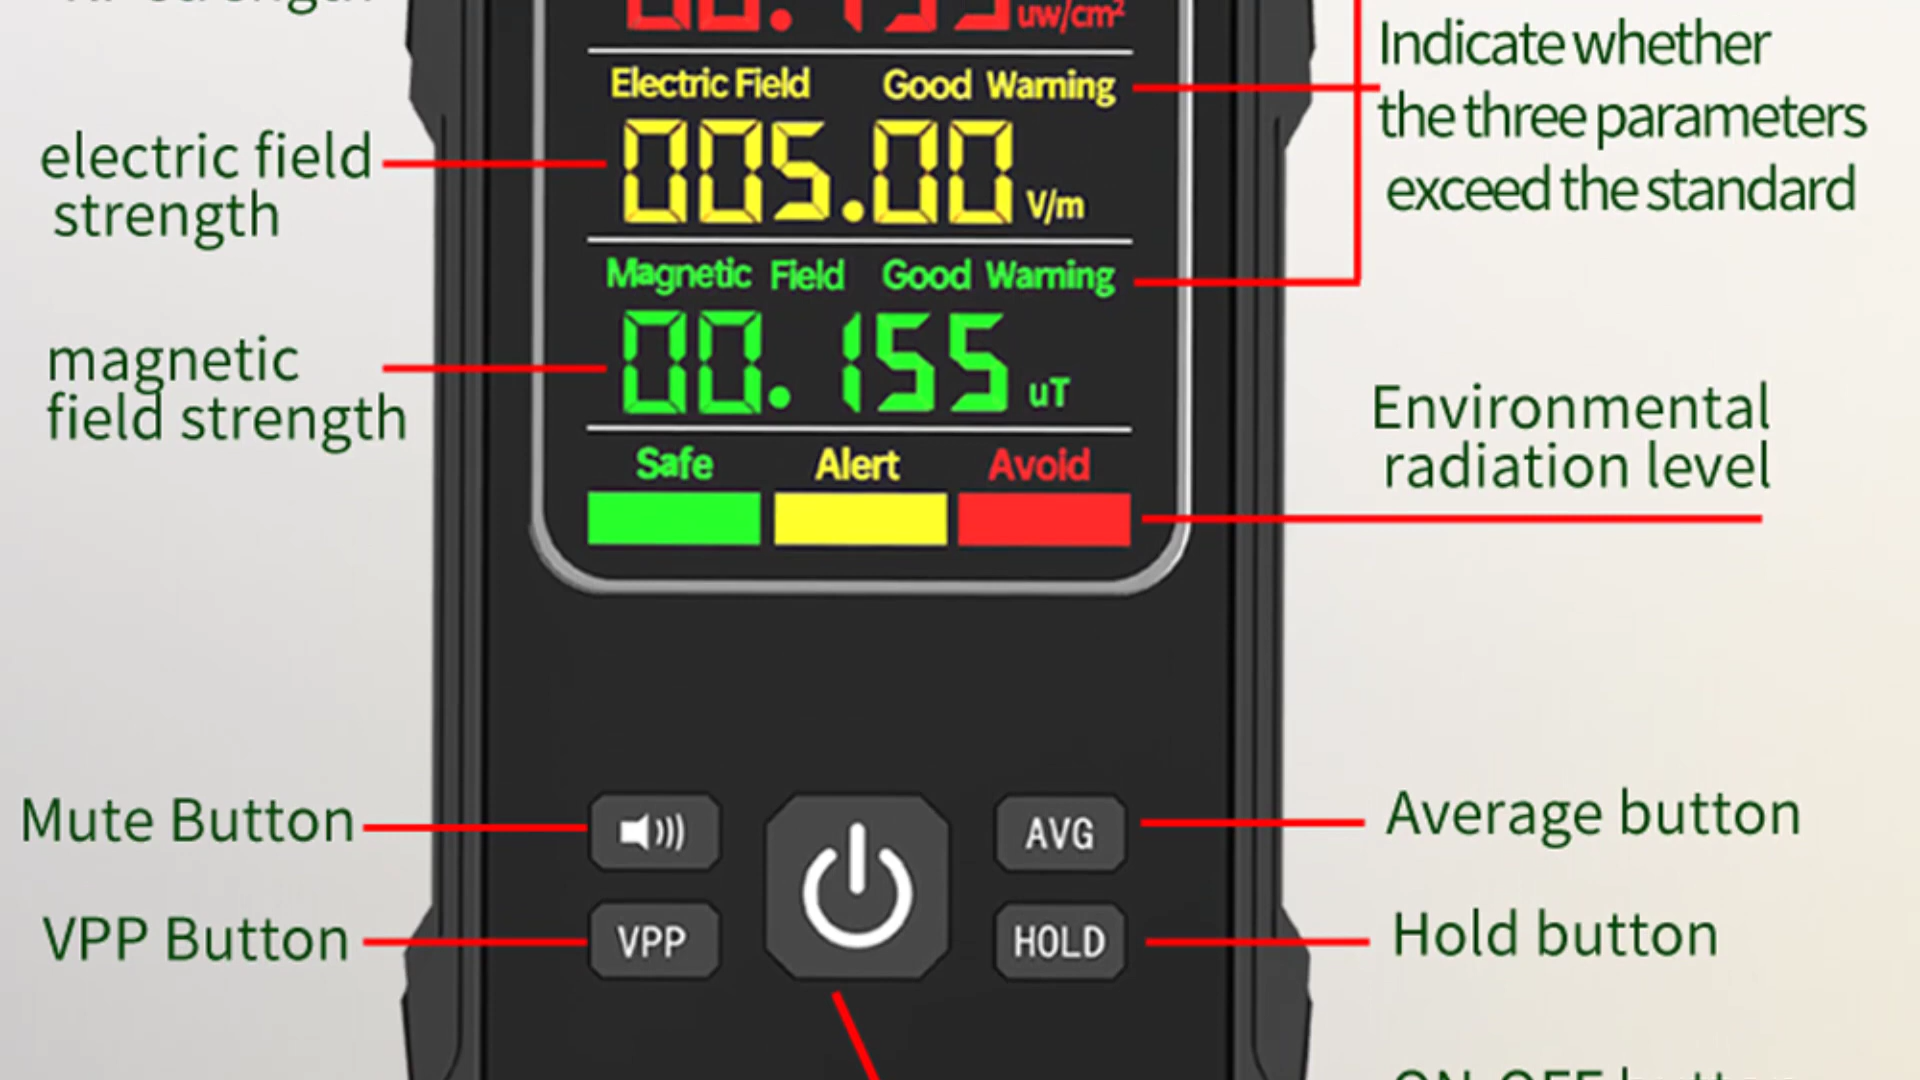 uw/cm²
Indicate whether
the three parameters
exceed the standard
Electric Field Good Warning
electric field
strength
005.00 V/m
Magnetic Field Good Warning
magnetic
field strength
00.155 uT
Environmental
radiation level
Safe Alert Avoid
Mute Button
AVG
Average button
VPP Button
VPP
HOLD
Hold button